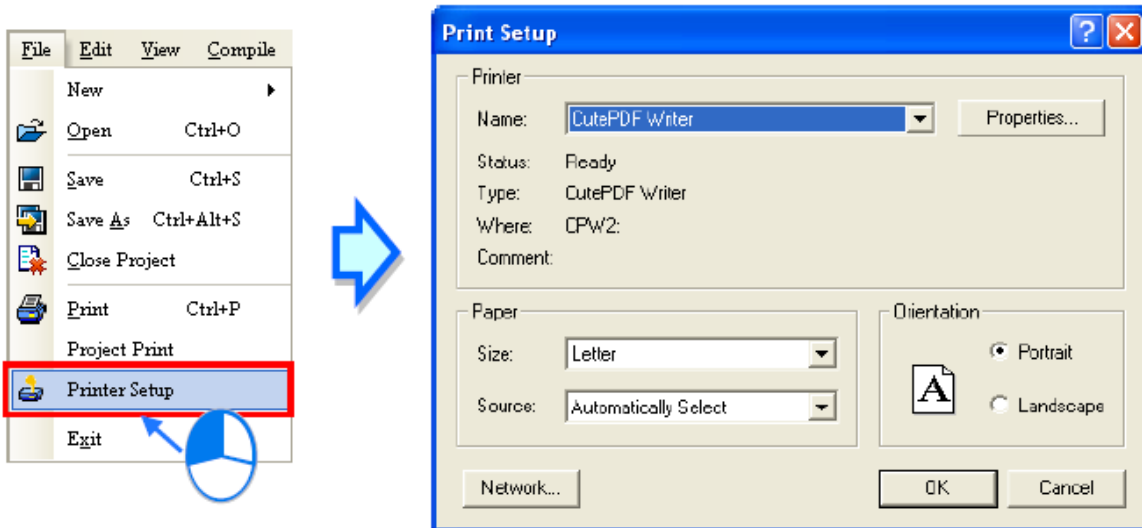 File Edit View Compile
New
Open Ctrl+O
Save Ctrl+S
Save As Ctrl+Alt+S
Close Project
Print Ctrl+P
Project Print
Printer Setup
Exit
Print Setup
Printer
Name: CutePDF Writer Properties...
Status: Ready
Type: CutePDF Writer
Where: CPW2:
Comment:
Paper
Size: Letter
Source: Automatically Select
Orientation
A
Portrait
Landscape
Network... OK Cancel